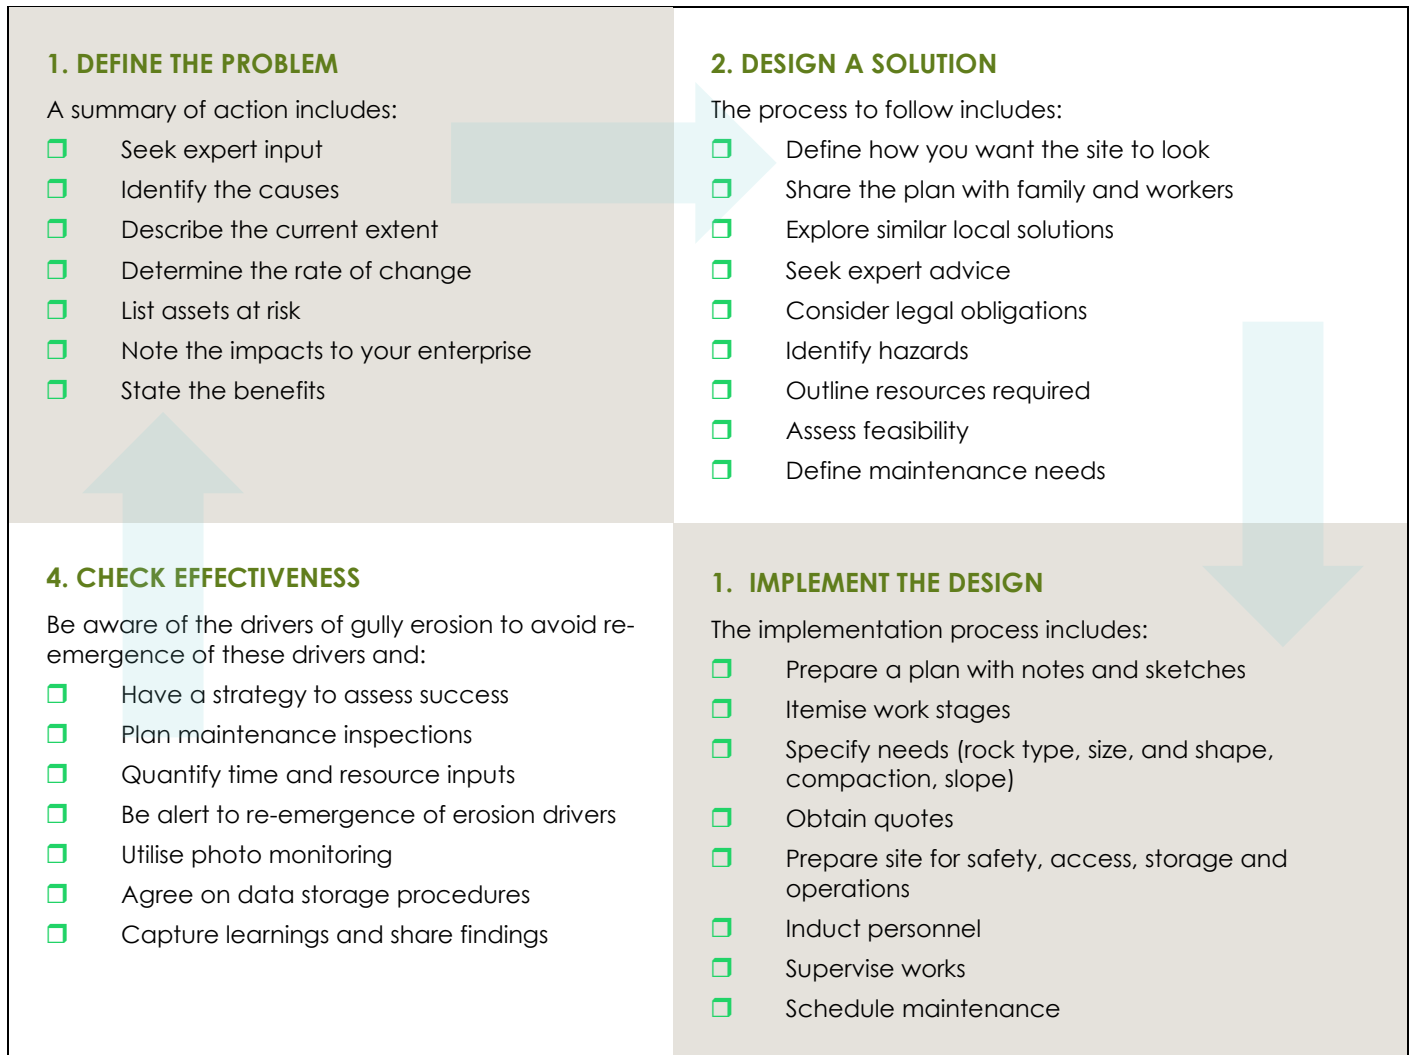 1. DEFINE THE PROBLEM
A summary of action includes:
Seek expert input
Identify the causes
Describe the current extent
Determine the rate of change
List assets at risk
Note the impacts to your enterprise
State the benefits
2. DESIGN A SOLUTION
The process to follow includes:
Define how you want the site to look
Share the plan with family and workers
Explore similar local solutions
Seek expert advice
Consider legal obligations
Identify hazards
Outline resources required
Assess feasibility
Define maintenance needs
4. CHECK EFFECTIVENESS
Be aware of the drivers of gully erosion to avoid re-
emergence of these drivers and:
Have a strategy to assess success
Plan maintenance inspections
Quantify time and resource inputs
Be alert to re-emergence of erosion drivers
Utilise photo monitoring
Agree on data storage procedures
Capture learnings and share findings
1. IMPLEMENT THE DESIGN
The implementation process includes:
Prepare a plan with notes and sketches
Itemise work stages
Specify needs (rock type, size, and shape,
compaction, slope)
Obtain quotes
Prepare site for safety, access, storage and
operations
Induct personnel
Supervise works
Schedule maintenance